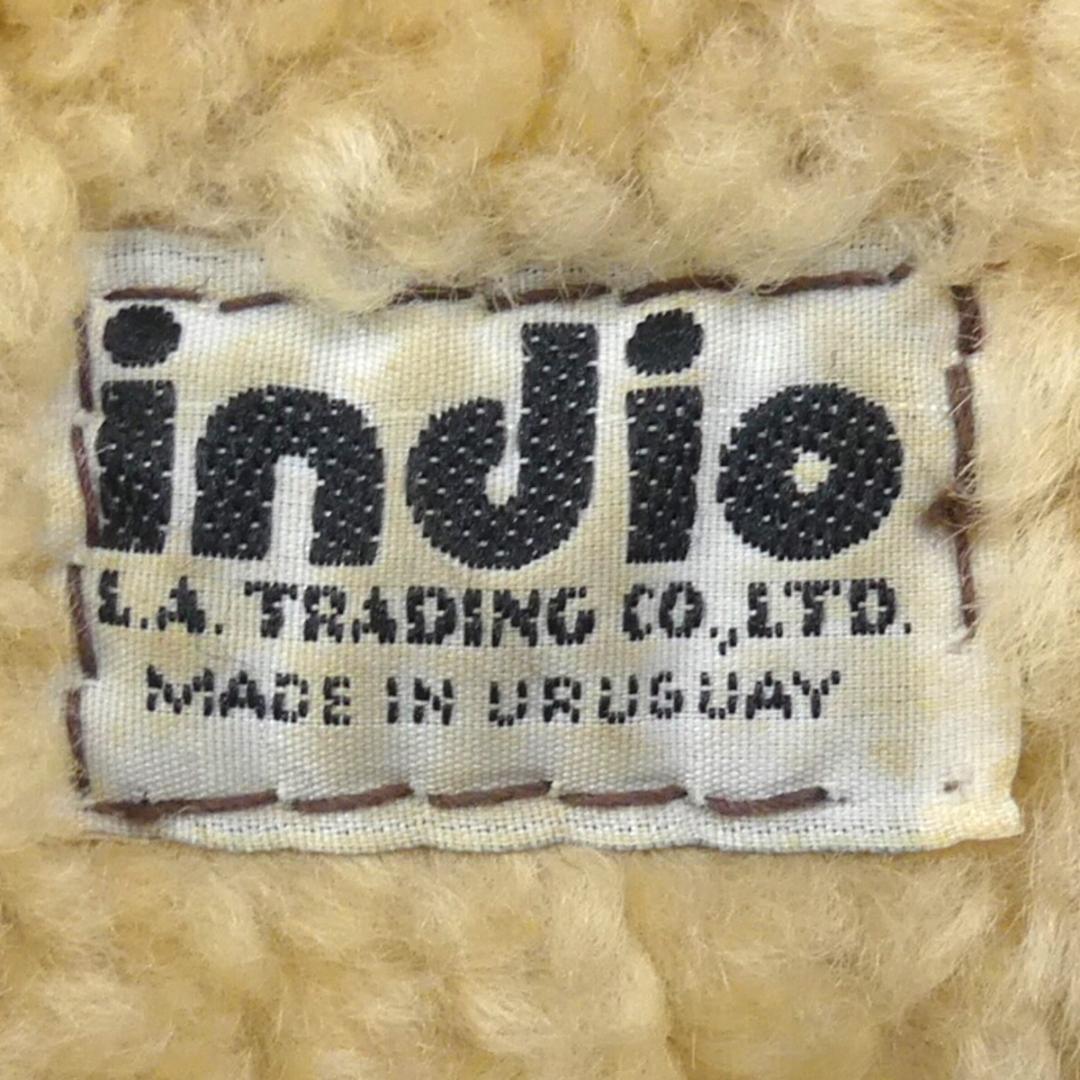 indio
L.A. TRADING CO.,LTD.
MADE IN URUGUAY